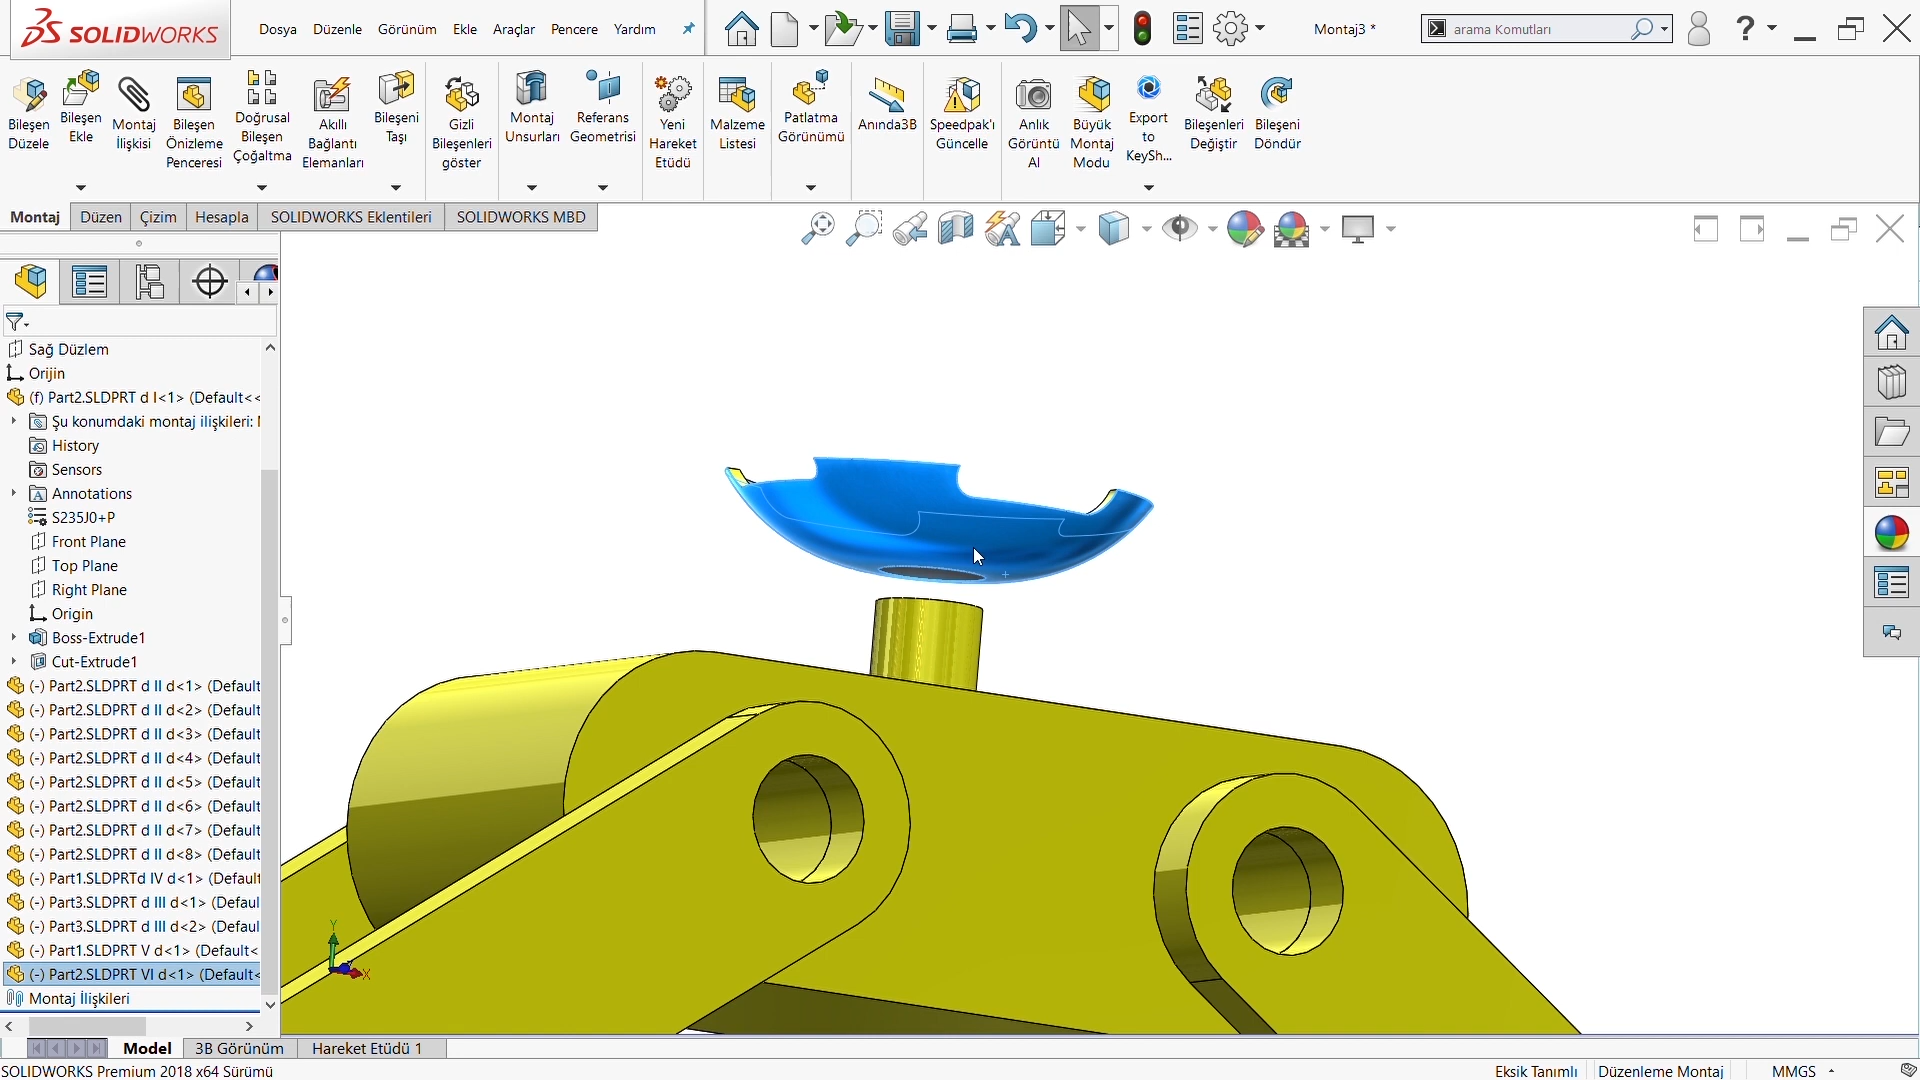 SOLIDWORKS
Dosya Düzenle Görünüm Ekle Araçlar Pencere Yardım
Montaj3 *
arama Komutları
?
Bileşen Düzele
Bileşen Ekle
Montaj İlişkisi
Bileşen Önizleme Penceresi
Doğrusal Bileşen Çoğaltma
Akıllı Bağlantı Elemanları
Bileşeni Taşı
Gizli Bileşenleri göster
Montaj Unsurları
Referans Geometrisi
Yeni Hareket Etüdü
Malzeme Listesi
Patlatma Görünümü
Anında3B
Speedpak'ı Güncelle
Anlık Görüntü Al
Büyük Montaj Modu
Export to KeySh...
Bileşenleri Değiştir
Bileşeni Döndür
Montaj Düzen Çizim Hesapla SOLIDWORKS Eklentileri SOLIDWORKS MBD
Sağ Düzlem
Orijin
(f) Part2.SLDPRT d I<1> (Default<<
Şu konumdaki montaj ilişkileri:
History
Sensors
Annotations
S235J0+P
Front Plane
Top Plane
Right Plane
Origin
Boss-Extrude1
Cut-Extrude1
(-) Part2.SLDPRT d II d<1> (Default
(-) Part2.SLDPRT d II d<2> (Default
(-) Part2.SLDPRT d II d<3> (Default
(-) Part2.SLDPRT d II d<4> (Default
(-) Part2.SLDPRT d II d<5> (Default
(-) Part2.SLDPRT d II d<6> (Default
(-) Part2.SLDPRT d II d<7> (Default
(-) Part2.SLDPRT d II d<8> (Default
(-) Part1.SLDPRTd IV d<1> (Default
(-) Part3.SLDPRT d III d<1> (Defaul
(-) Part3.SLDPRT d III d<2> (Defaul
(-) Part1.SLDPRT V d<1> (Default<
(-) Part2.SLDPRT VI d<1> (Default<
Montaj İlişkileri
Y
X
Model 3B Görünüm Hareket Etüdü 1
SOLIDWORKS Premium 2018 x64 Sürümü
Eksik Tanımlı Düzenleme Montaj MMGS